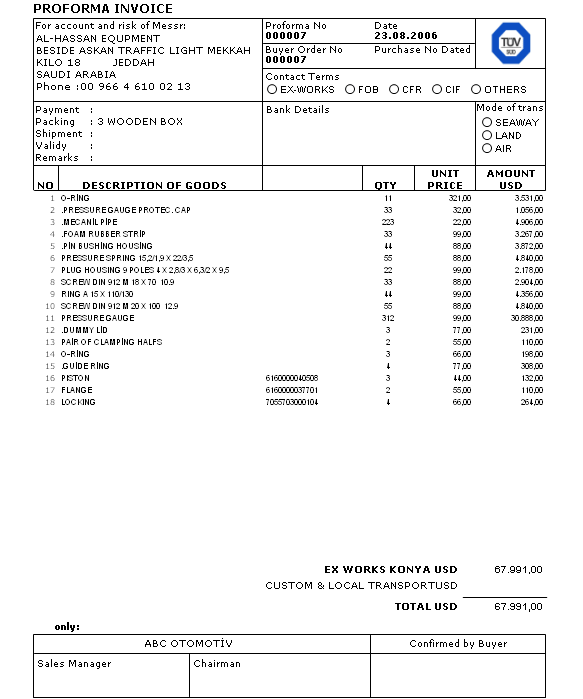 PROFORMA INVOICE
For account and risk of Messr:
AL-HASSAN EQUPMENT
BESIDE ASKAN TRAFFIC LIGHT MEKKAH
KILO 18 JEDDAH
SAUDI ARABIA
Phone :00 966 4 610 02 13
Proforma No Date
000007 23.08.2006
Buyer Order No Purchase No Dated
000007
Contact Terms
EX-WORKS FOB CFR CIF OTHERS
TÜV
SÜD
Payment :
Packing : 3 WOODEN BOX
Shipment :
Validy :
Remarks :
Bank Details
Mode of trans
SEAWAY
LAND
AIR
NO DESCRIPTION OF GOODS QTY UNIT PRICE AMOUNT USD
1 O-RİNG 11 321,00 3.531,00
2 .PRESSURE GAUGE PROTEC. CAP 33 32,00 1.056,00
3 .MECANİL PİPE 223 22,00 4.906,00
4 .FOAM RUBBER STRİP 33 99,00 3.267,00
5 .PİN BUSHİNG HOUSİNG 44 88,00 3.872,00
6 PRESSURE SPRING 15,2/1,9 X 22/3,5 55 88,00 4.840,00
7 PLUG HOUSING 9 POLES 4 X 2,8/3 X 6,3/2 X 9,5 22 99,00 2.178,00
8 SCREW DIN 912 M 18 X 70-10.9 33 88,00 2.904,00
9 RING A 15 X 110/130 44 99,00 4.356,00
10 SCREW DIN 912 M 20 X 100-12.9 55 88,00 4.840,00
11 PRESSURE GAUGE 312 99,00 30.888,00
12 .DUMMY LİD 3 77,00 231,00
13 PAİR OF CLAMPİNG HALFS 2 55,00 110,00
14 O-RİNG 3 66,00 198,00
15 .GUİDE RİNG 4 77,00 308,00
16 PISTON 6160000040508 3 44,00 132,00
17 FLANGE 6160000037131 2 55,00 110,00
18 LOCKING 7055703000104 4 66,00 264,00
EX WORKS KONYA USD 67.991,00
CUSTOM & LOCAL TRANSPORTUSD
TOTAL USD 67.991,00
only:
ABC OTOMOTİV Confirmed by Buyer
Sales Manager Chairman